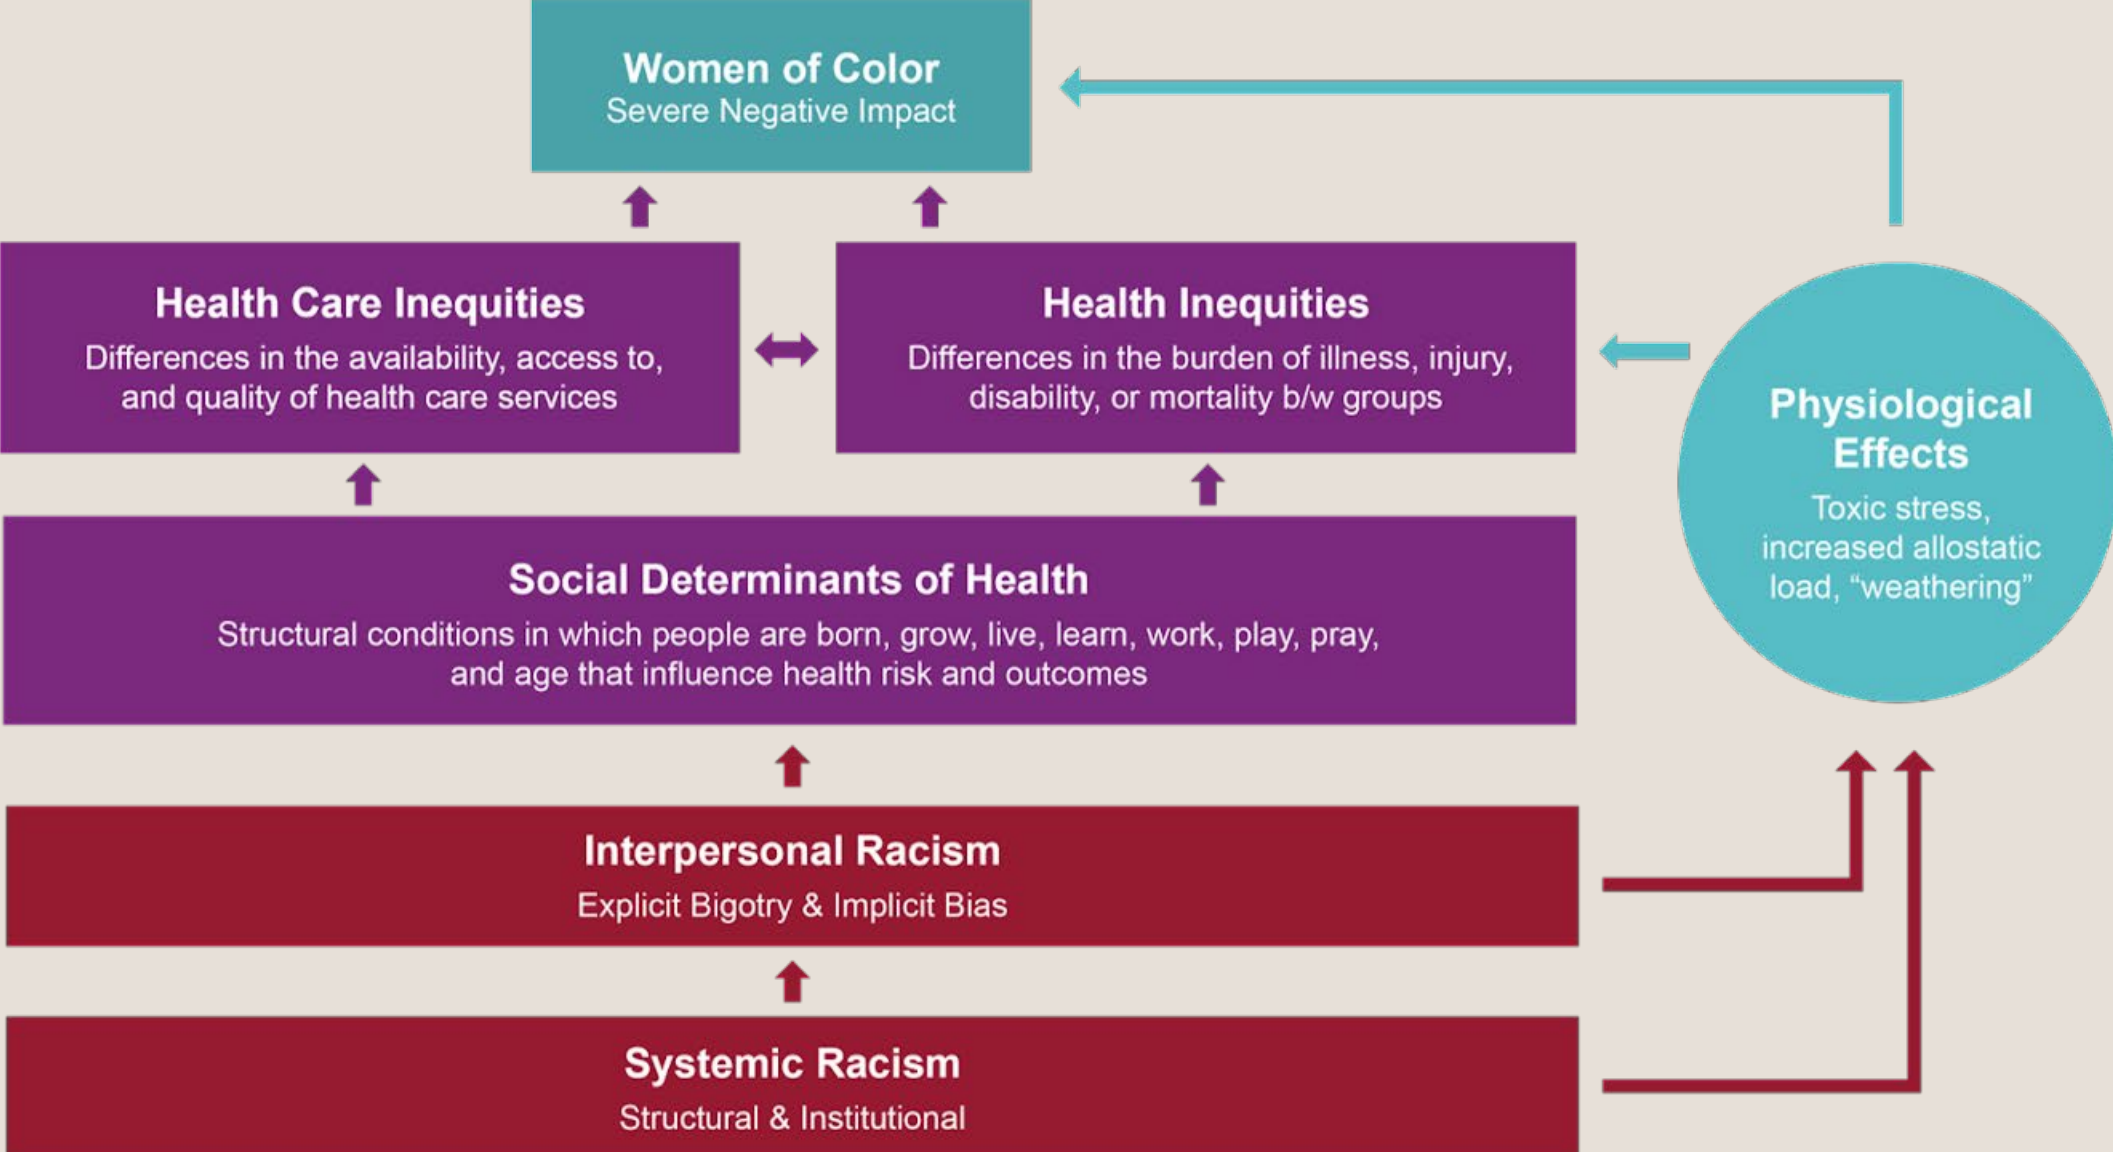 Women of Color
Severe Negative Impact
Health Care Inequities
Differences in the availability, access to,
and quality of health care services
Health Inequities
Differences in the burden of illness, injury,
disability, or mortality b/w groups
Physiological
Effects
Toxic stress,
increased allostatic
load, “weathering”
Social Determinants of Health
Structural conditions in which people are born, grow, live, learn, work, play, pray,
and age that influence health risk and outcomes
Interpersonal Racism
Explicit Bigotry & Implicit Bias
Systemic Racism
Structural & Institutional